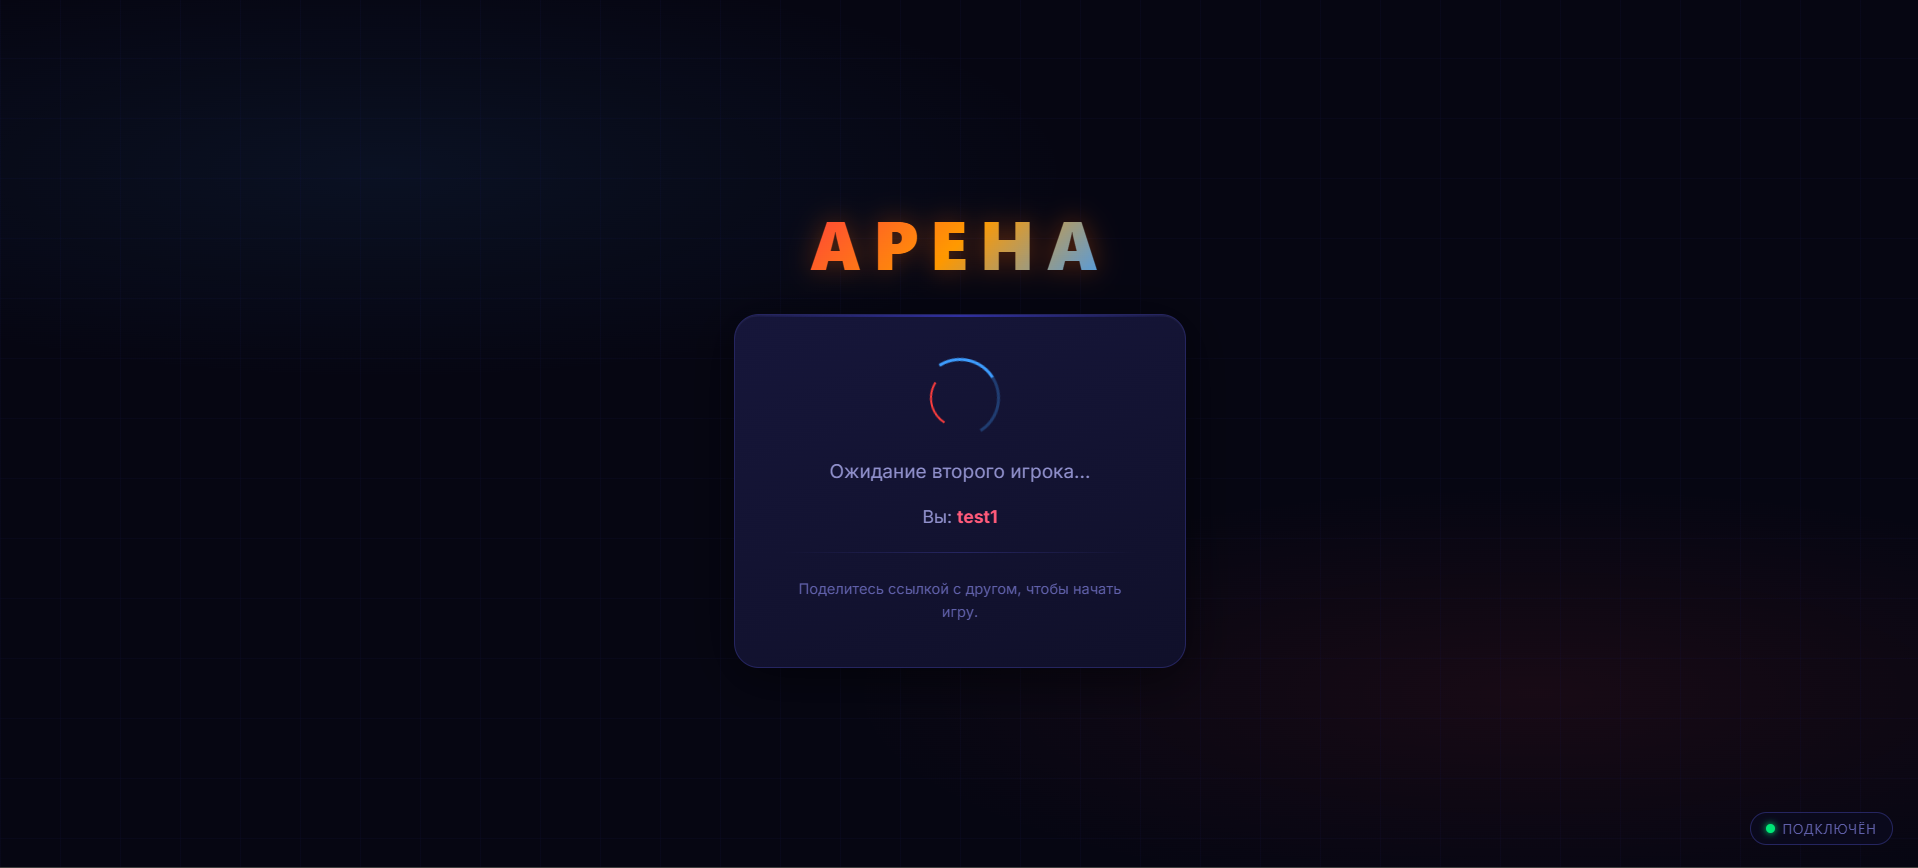 АРЕНА
Ожидание второго игрока...
Вы: test1
Поделитесь ссылкой с другом, чтобы начать
игру.
ПОДКЛЮЧЁН